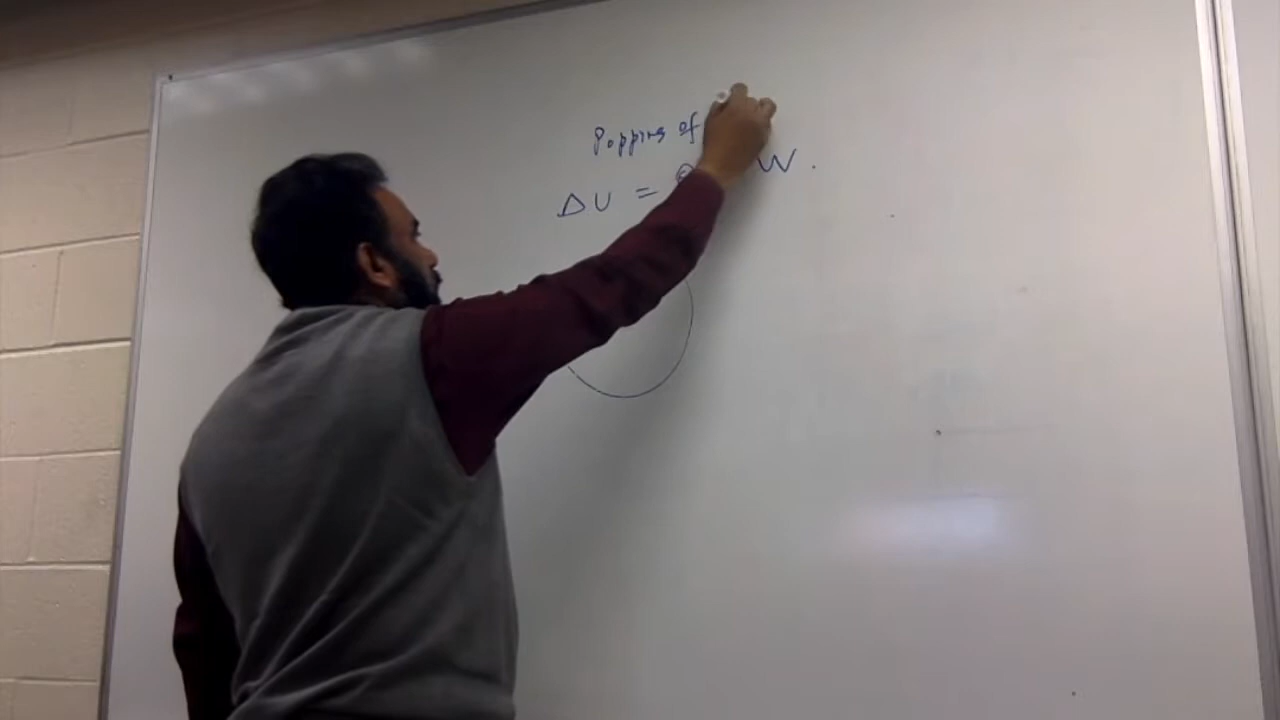 Popping of
ΔU = Q W.